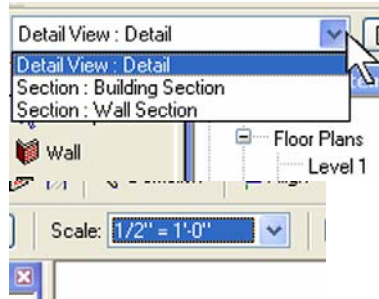 Detail View : Detail
Detail View : Detail
Section : Building Section
Section : Wall Section
Floor Plans
Wall
Level 1
Scale: 1/2" = 1'-0"